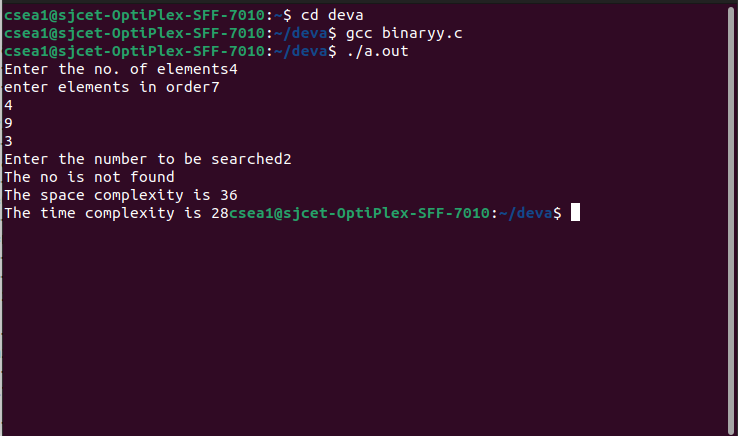 csea1@sjcet-OptiPlex-SFF-7010:~$ cd deva
csea1@sjcet-OptiPlex-SFF-7010:~/deva$ gcc binaryy.c
csea1@sjcet-OptiPlex-SFF-7010:~/deva$ ./a.out
Enter the no. of elements4
enter elements in order7
4
9
3
Enter the number to be searched2
The no is not found
The space complexity is 36
The time complexity is 28csea1@sjcet-OptiPlex-SFF-7010:~/deva$